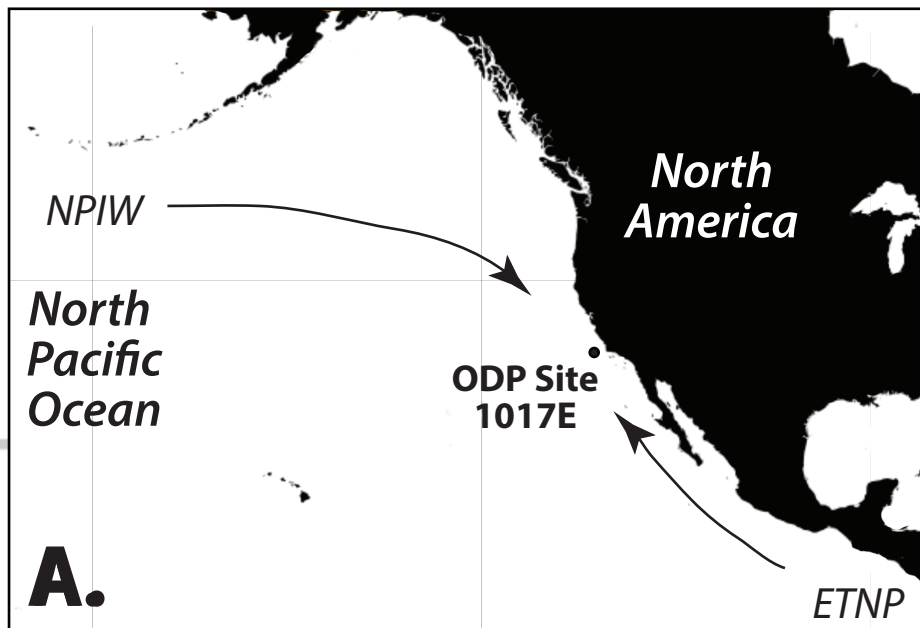 North
America
NPIW
North
Pacific
Ocean
ODP Site
1017E
A.
ETNP